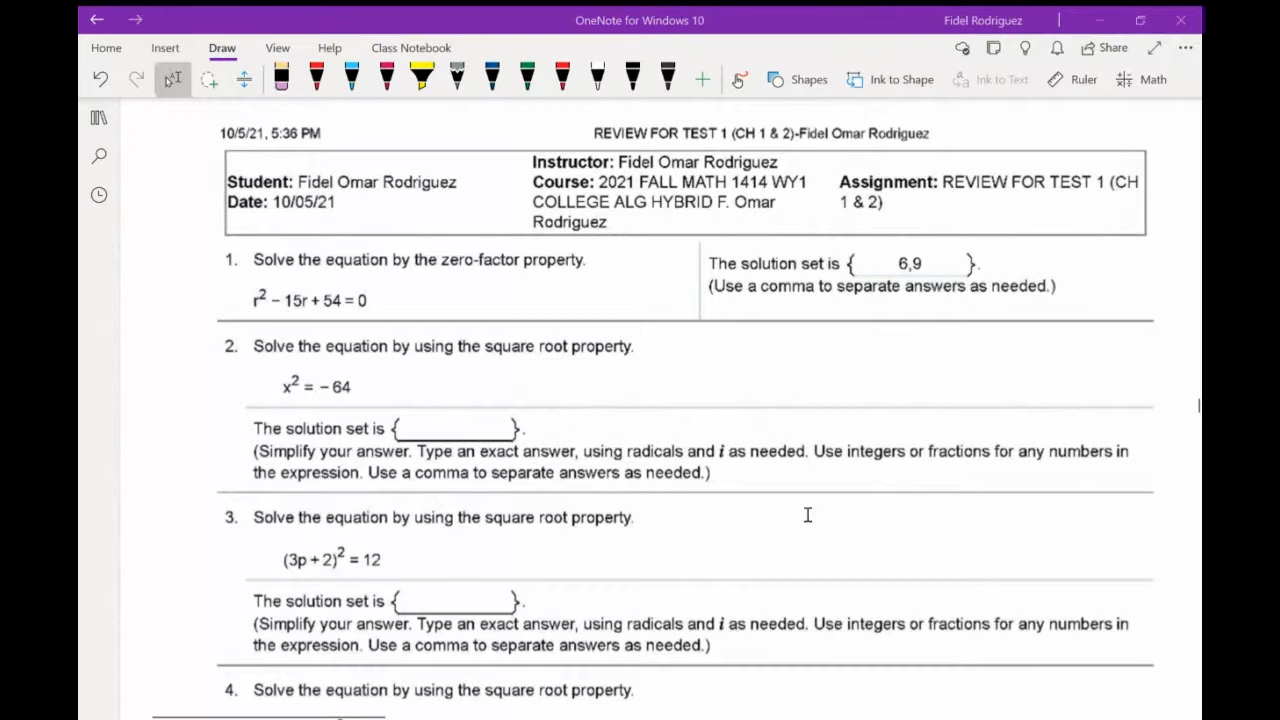 OneNote for Windows 10
Fidel Rodriguez
Home Insert Draw View Help Class Notebook
Share
Shapes Ink to Shape Ink to Text Ruler Math
10/5/21, 5:36 PM
REVIEW FOR TEST 1 (CH 1 & 2)-Fidel Omar Rodriguez
Student: Fidel Omar Rodriguez
Date: 10/05/21
Instructor: Fidel Omar Rodriguez
Course: 2021 FALL MATH 1414 WY1
COLLEGE ALG HYBRID F. Omar
Rodriguez
Assignment: REVIEW FOR TEST 1 (CH
1 & 2)
1. Solve the equation by the zero-factor property.
r² − 15r + 54 = 0
The solution set is { 6,9 }.
(Use a comma to separate answers as needed.)
2. Solve the equation by using the square root property.
x² = − 64
The solution set is { }.
(Simplify your answer. Type an exact answer, using radicals and i as needed. Use integers or fractions for any numbers in
the expression. Use a comma to separate answers as needed.)
3. Solve the equation by using the square root property.
(3p + 2)² = 12
The solution set is { }.
(Simplify your answer. Type an exact answer, using radicals and i as needed. Use integers or fractions for any numbers in
the expression. Use a comma to separate answers as needed.)
4. Solve the equation by using the square root property.